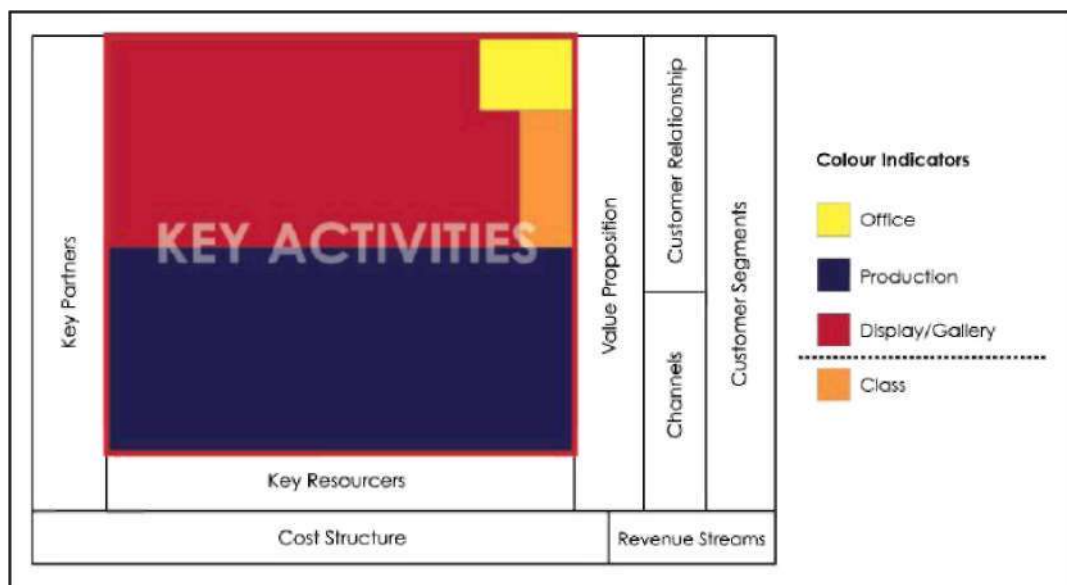 Key Partners
KEY ACTIVITIES
Key Resourcers
Value Proposition
Customer Relationship
Channels
Customer Segments
Cost Structure
Revenue Streams
Colour Indicators
Office
Production
Display/Gallery
Class